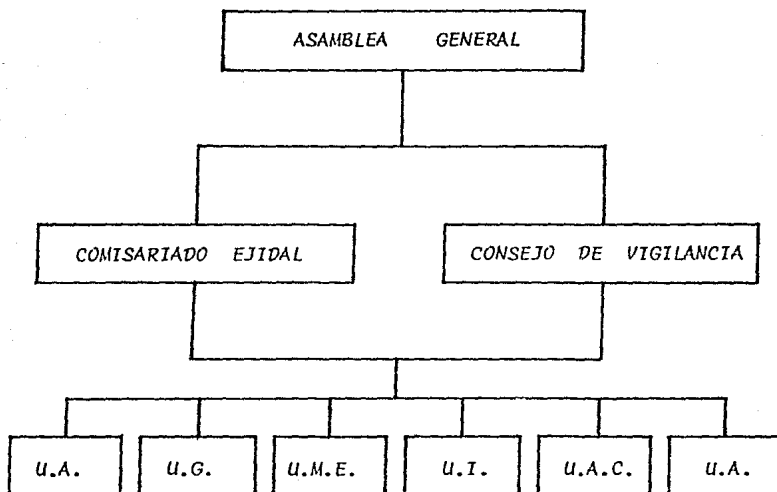 ASAMBLEA GENERAL
COMISARIADO EJIDAL
CONSEJO DE VIGILANCIA
U.A.
U.G.
U.M.E.
U.I.
U.A.C.
U.A.